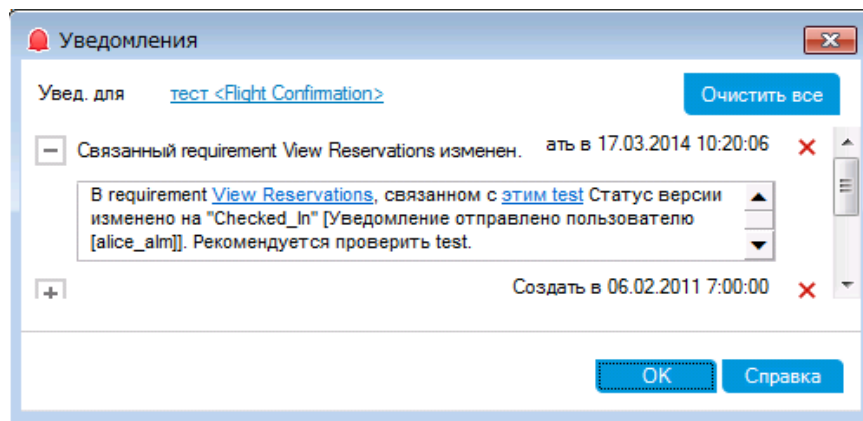 Уведомления
Увед. для тест <Flight Confirmation> Очистить все
Связанный requirement View Reservations изменен. ать в 17.03.2014 10:20:06
В requirement View Reservations, связанном с этим test Статус версии
изменено на "Checked_In" [Уведомление отправлено пользователю
[alice_alm]]. Рекомендуется проверить test.
Создать в 06.02.2011 7:00:00
OK Справка